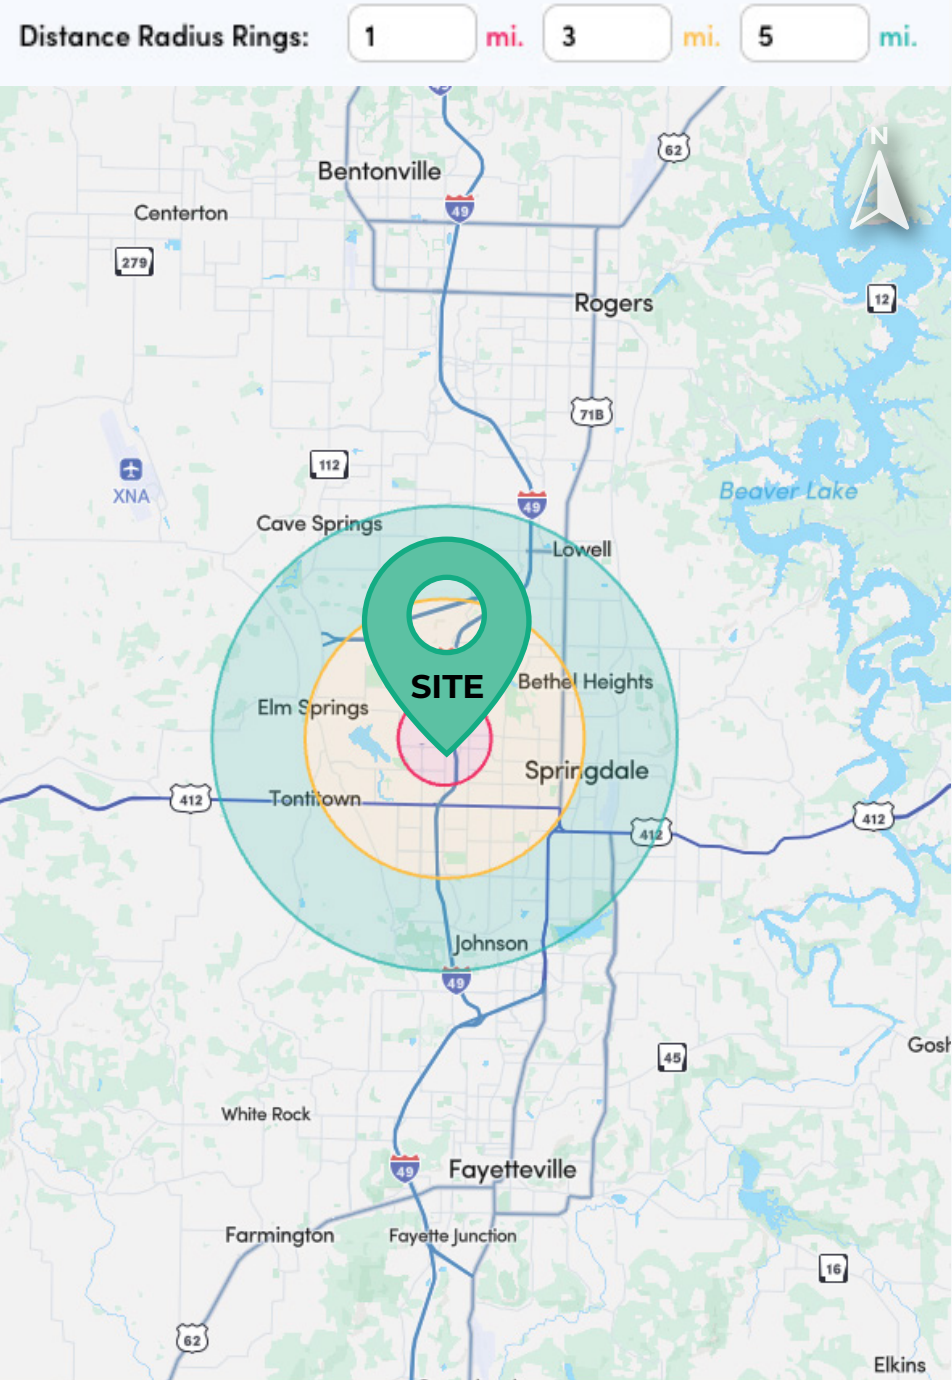 Distance Radius Rings: 1 mi. 3 mi. 5 mi.
N
62
Bentonville
49
Centerton
279
12
Rogers
71B
112
XNA
Beaver Lake
49
Cave Springs
Lowell
SITE
Bethel Heights
Elm Springs
Springdale
412
Tontitown
412
412
Johnson
49
Gosh
45
White Rock
49
Fayetteville
Farmington
Fayette Junction
16
62
Elkins